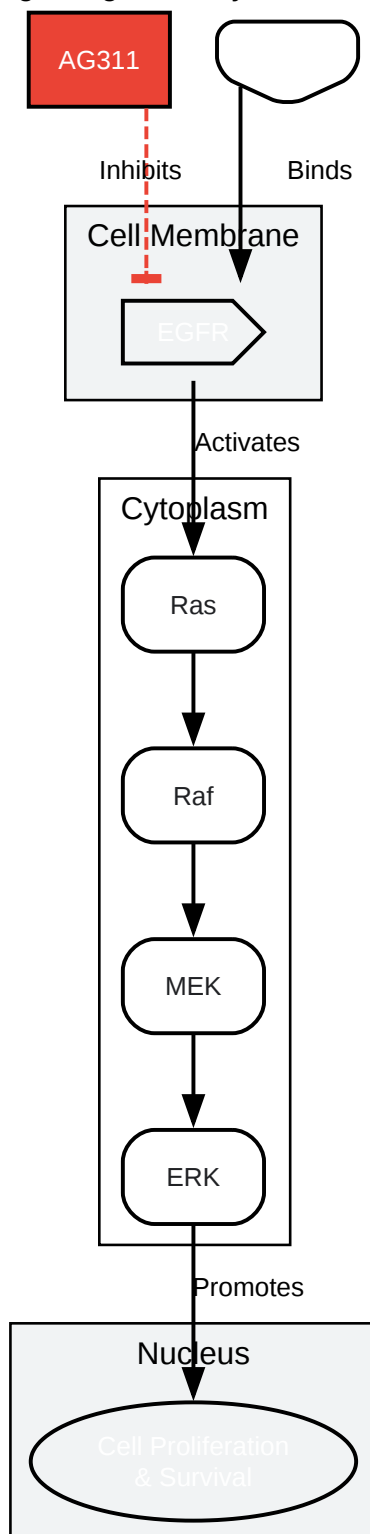 AG311
Inhibits
Binds
Cell Membrane
EGFR
Activates
Cytoplasm
Ras
Raf
MEK
ERK
Promotes
Nucleus
Cell Proliferation
& Survival